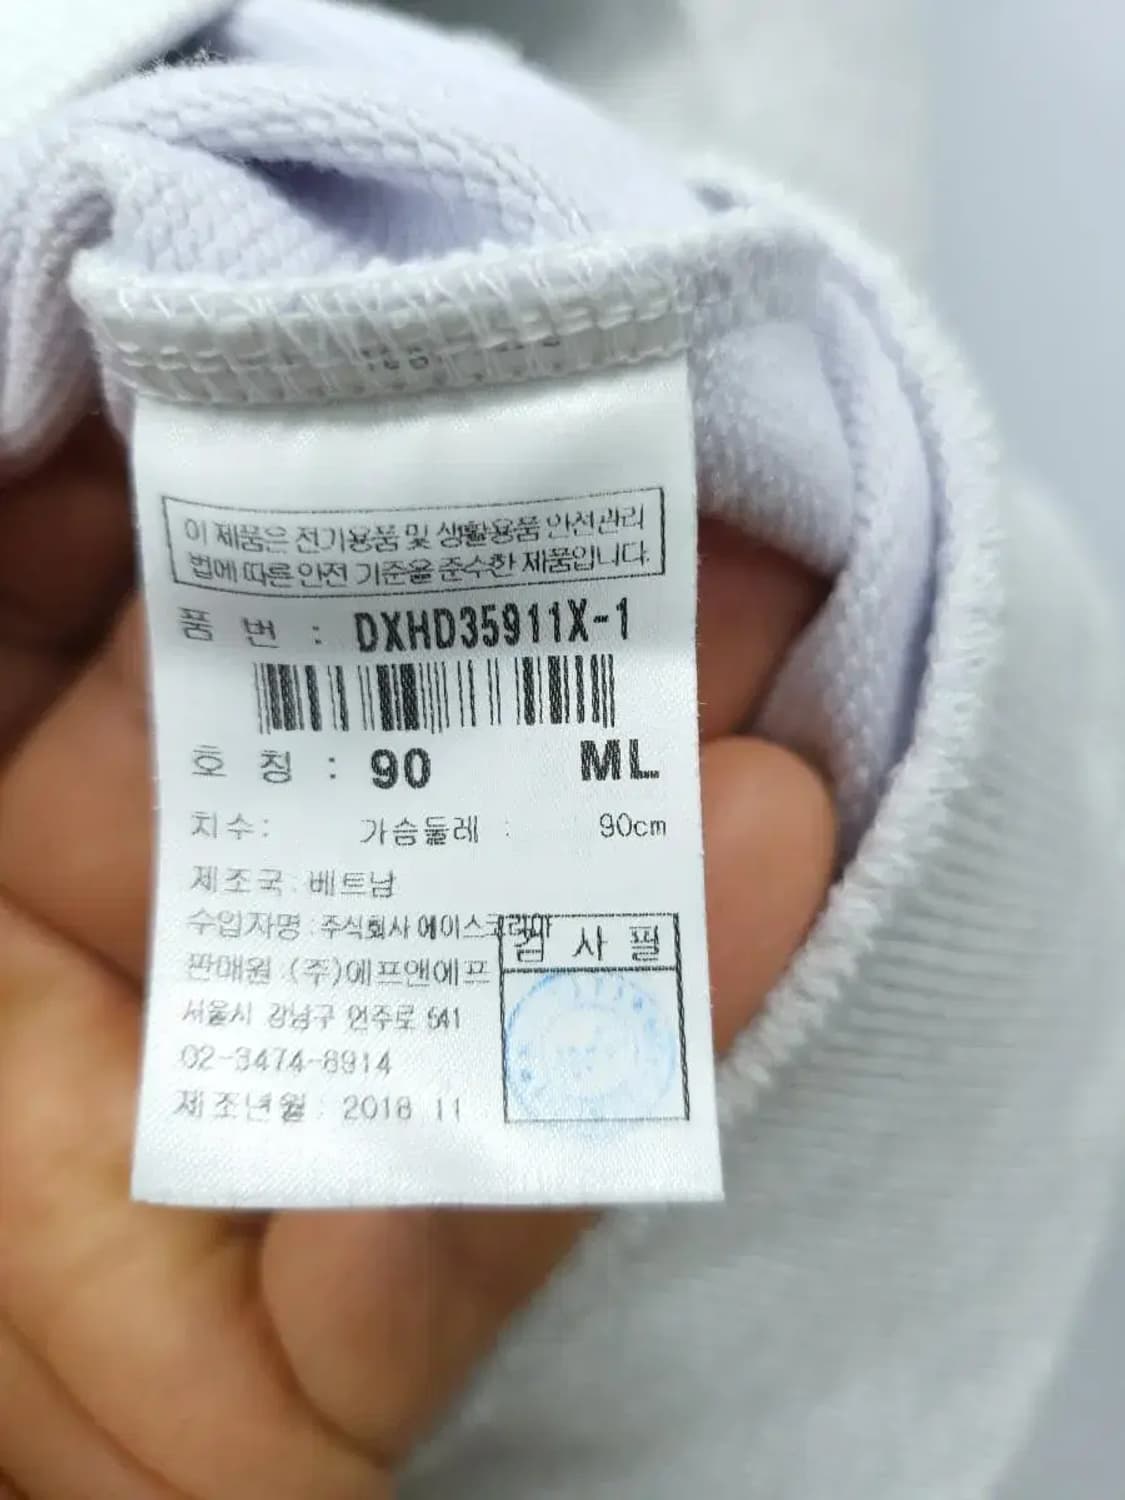 이 제품은 전기용품 및 생활용품 안전관리
법에 따른 안전 기준을 준수한 제품입니다.
품 번 : DXHD35911X-1
호 칭 : 90 ML
치수: 가슴둘레 : 90cm
제조국: 베트남
수입자명 : 주식회사 에이스코리아
검 사 필
판매원 : (주)에프앤에프
서울시 강남구 언주로 541
02-3474-8914
제조년월 : 2018 11